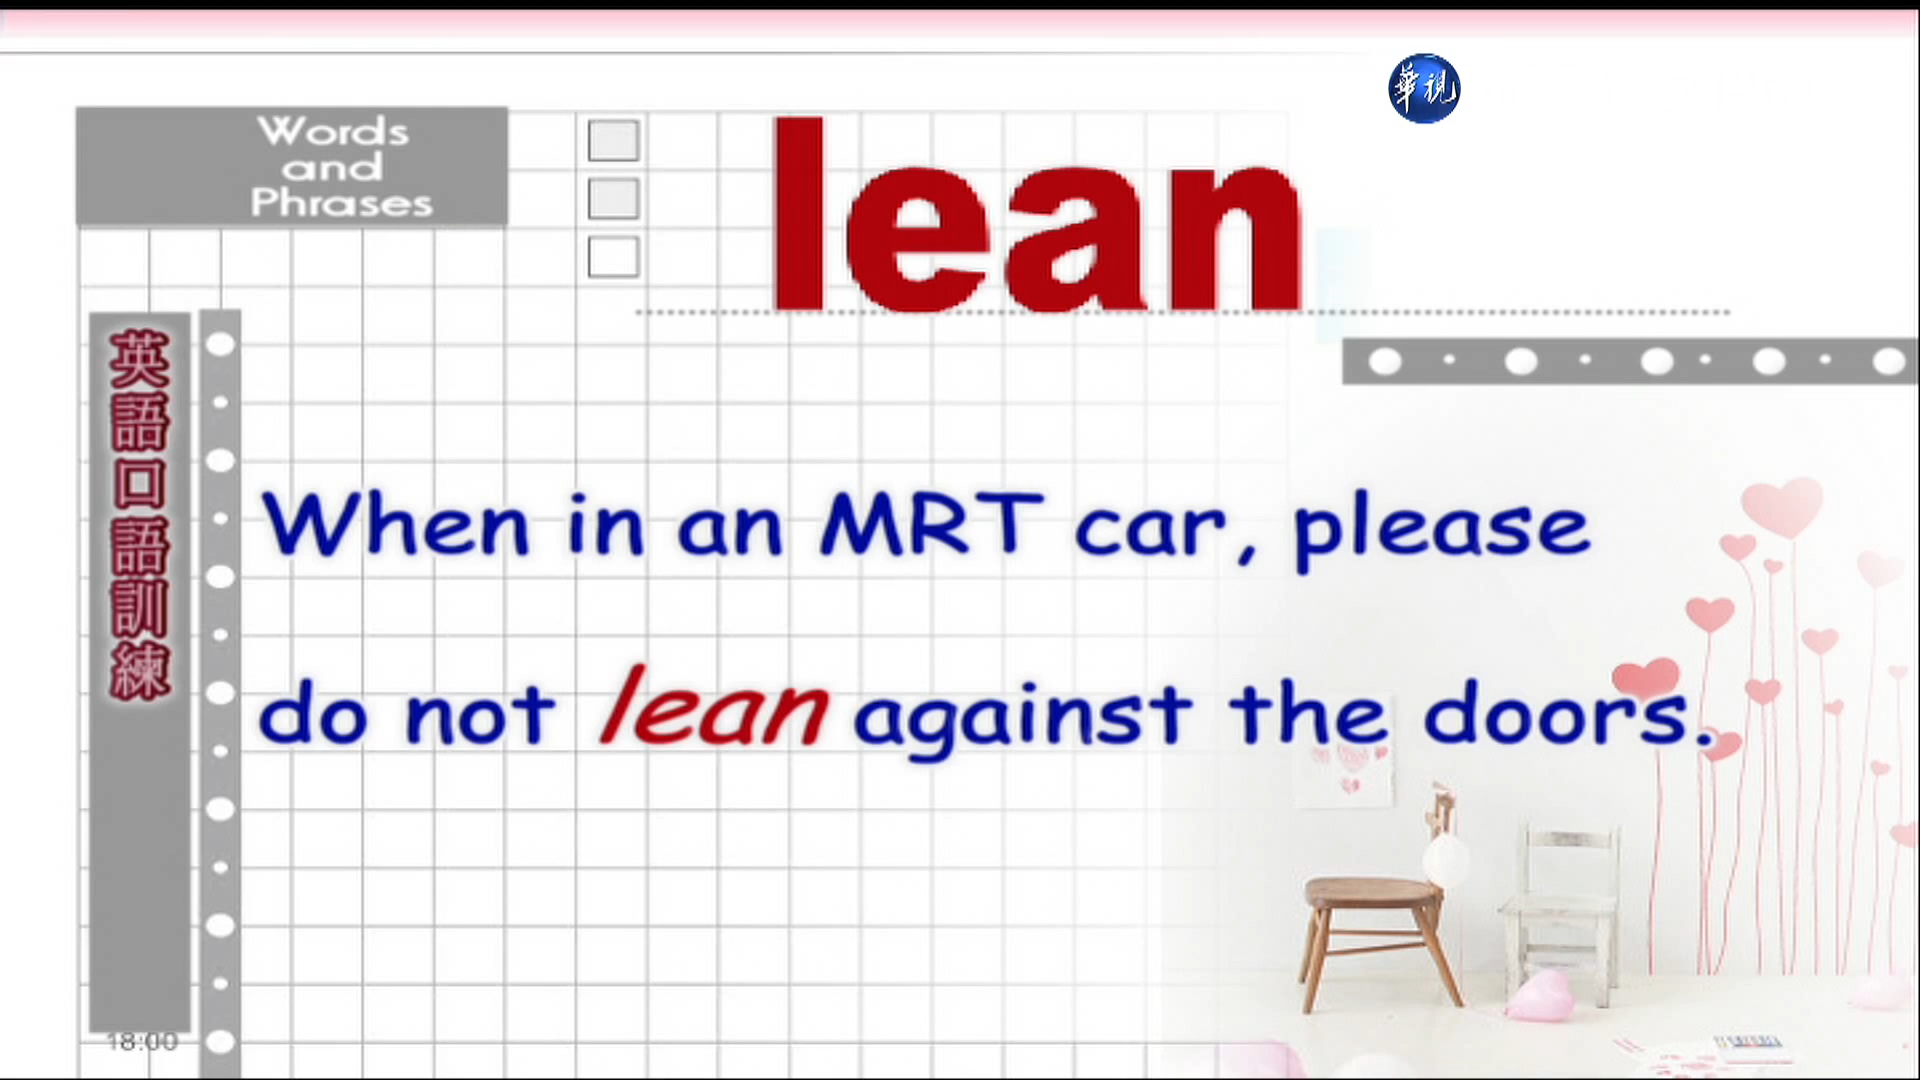 華視
Words
and
Phrases
lean
英語口語訓練
When in an MRT car, please
do not lean against the doors.
18:00